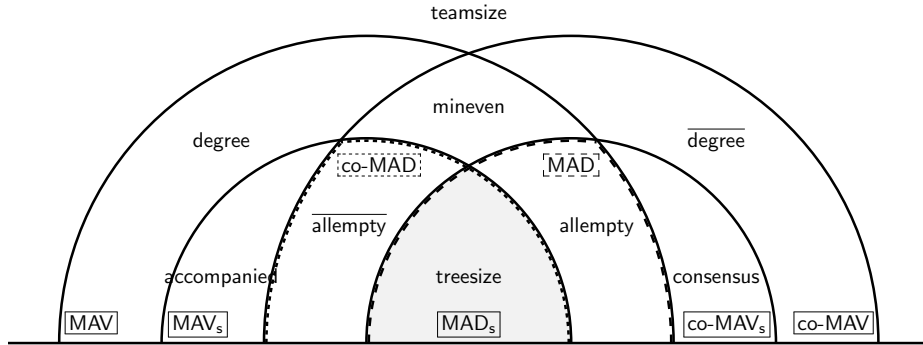 teamsize
mineven
degree
degree
co-MAD
MAD
allempty
allempty
accompanied
treesize
consensus
MAV
MAVₛ
MADₛ
co-MAVₛ
co-MAV